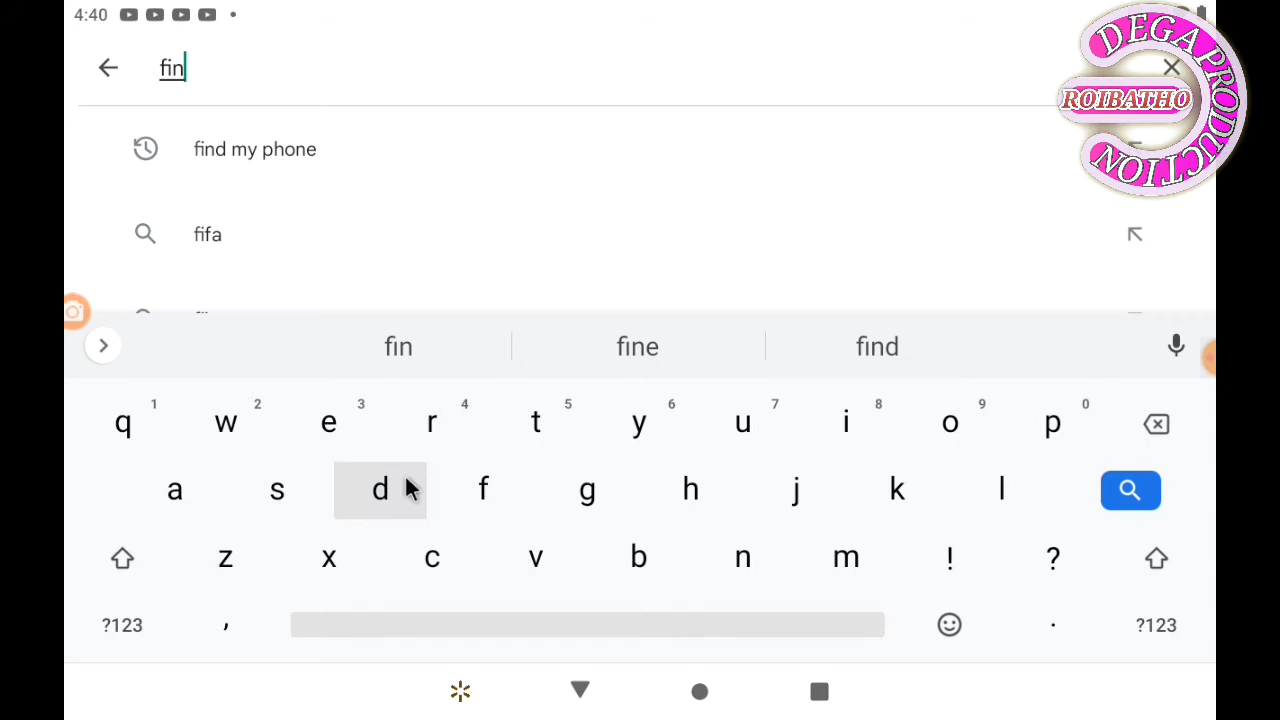 4:40
fin
DEGA PRODUCTION
ROIBATHO
find my phone
fifa
fin fine find
1 2 3 4 5 6 7 8 9 0
q w e r t y u i o p
a s d f g h j k l
z x c v b n m ! ?
?123 , . ?123